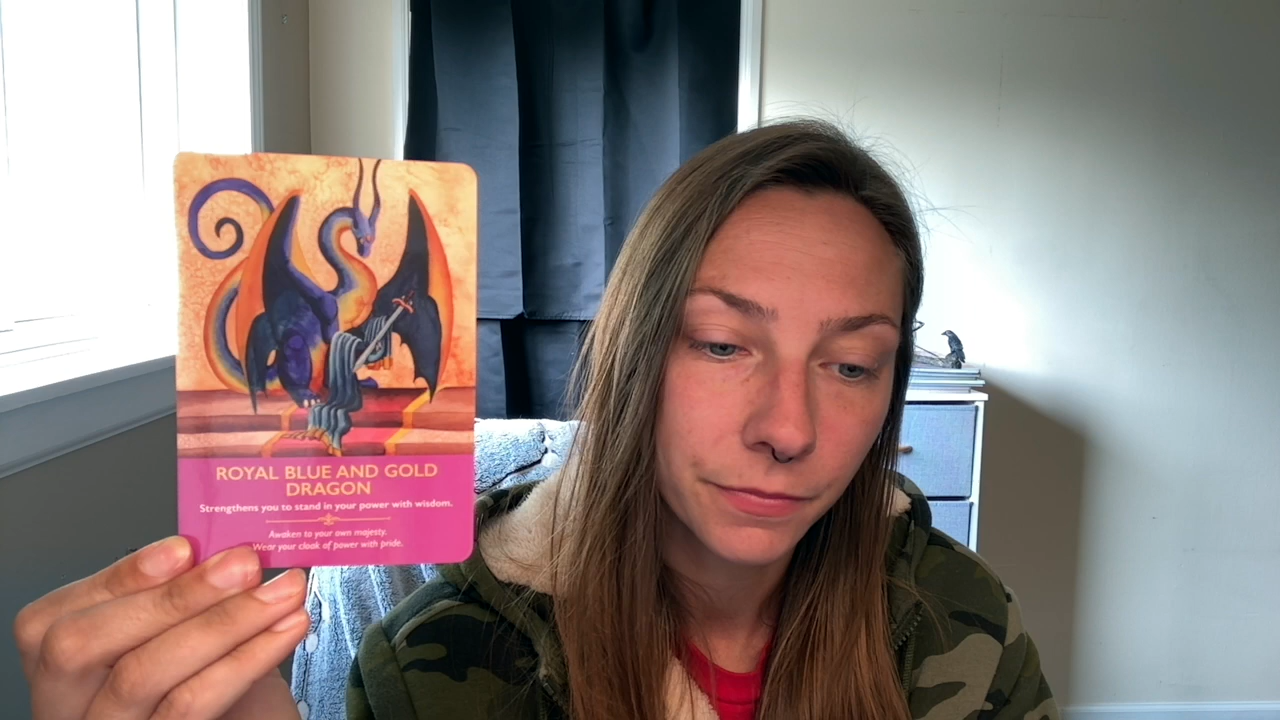 ROYAL BLUE AND GOLD
DRAGON
Strengthens you to stand in your power with wisdom.
Awaken to your own majesty.
Wear your cloak of power with pride.